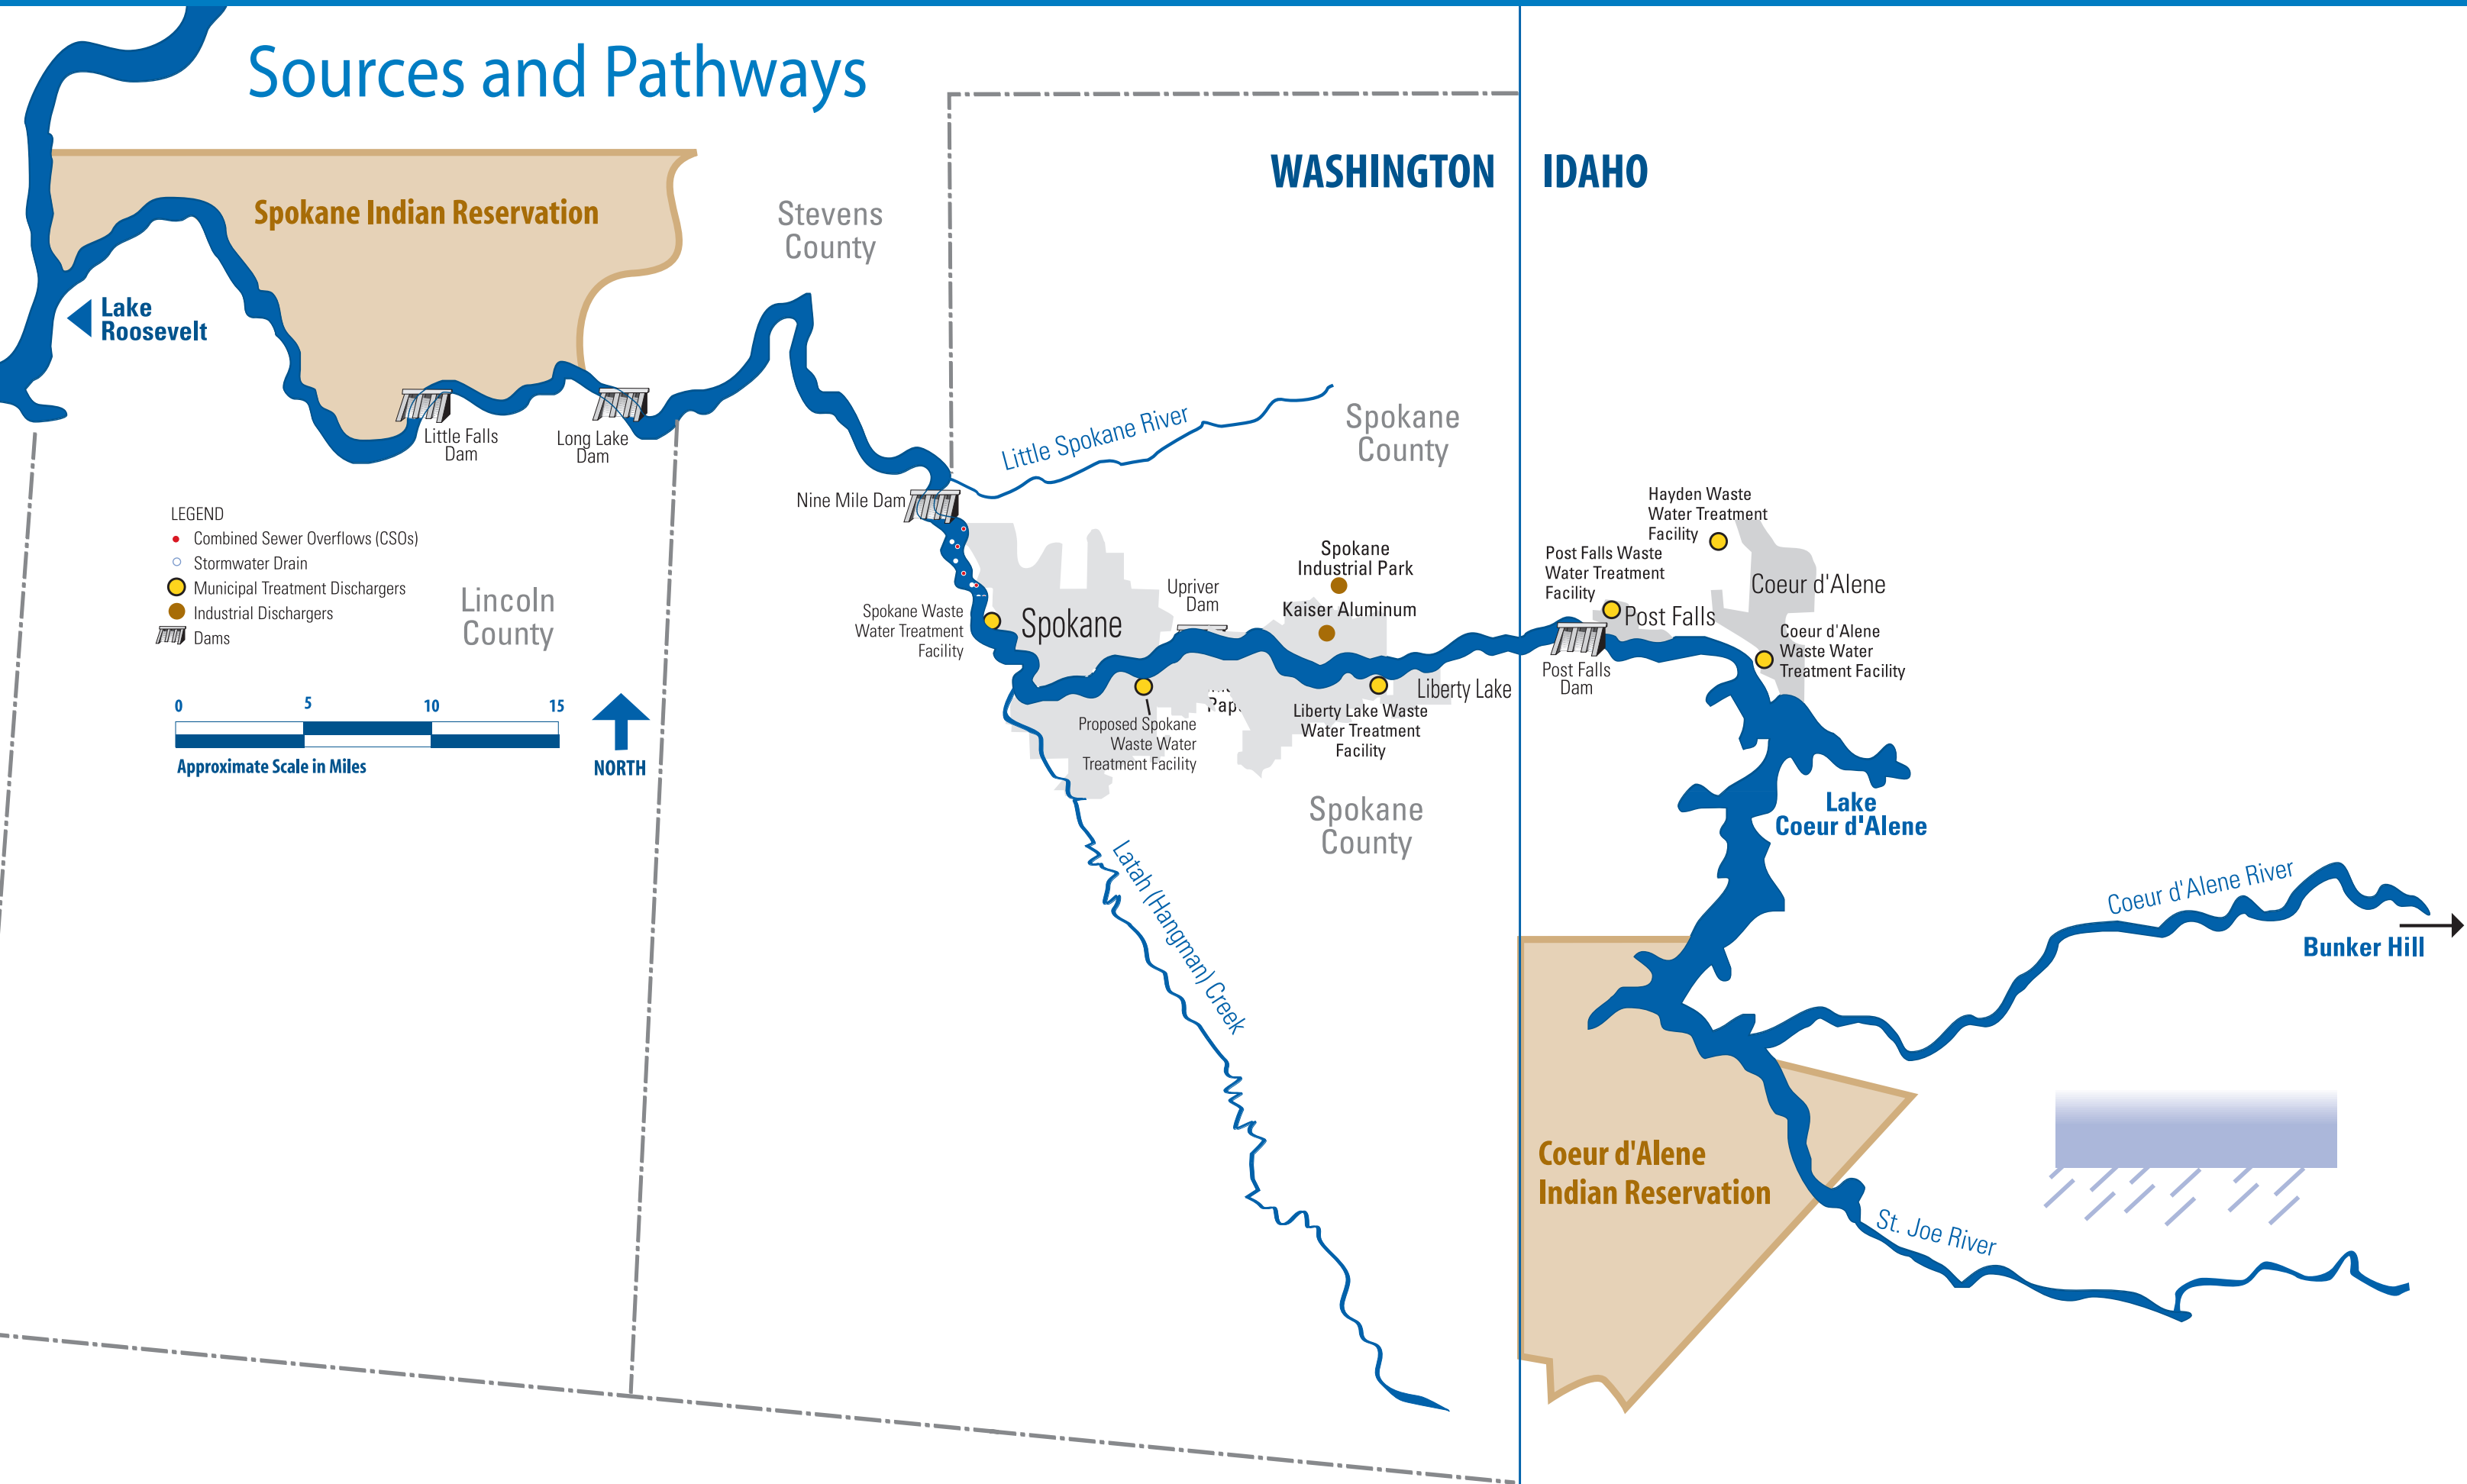 Sources and Pathways
WASHINGTON
IDAHO
Spokane Indian Reservation
Stevens
County
Lake
Roosevelt
Little Falls
Dam
Long Lake
Dam
Little Spokane River
Spokane
County
Nine Mile Dam
LEGEND
Combined Sewer Overflows (CSOs)
Stormwater Drain
Municipal Treatment Dischargers
Industrial Dischargers
Dams
Lincoln
County
0 5 10 15
Approximate Scale in Miles
NORTH
Spokane Waste
Water Treatment
Facility
Spokane
Upriver
Dam
Spokane
Industrial Park
Kaiser Aluminum
Hayden Waste
Water Treatment
Facility
Post Falls Waste
Water Treatment
Facility
Coeur d'Alene
Post Falls
Coeur d'Alene
Waste Water
Treatment Facility
Post Falls
Dam
Liberty Lake
Proposed Spokane
Waste Water
Treatment Facility
Liberty Lake Waste
Water Treatment
Facility
Spokane
County
Lake
Coeur d'Alene
Latah (Hangman) Creek
Coeur d'Alene River
Bunker Hill
Coeur d'Alene
Indian Reservation
St. Joe River